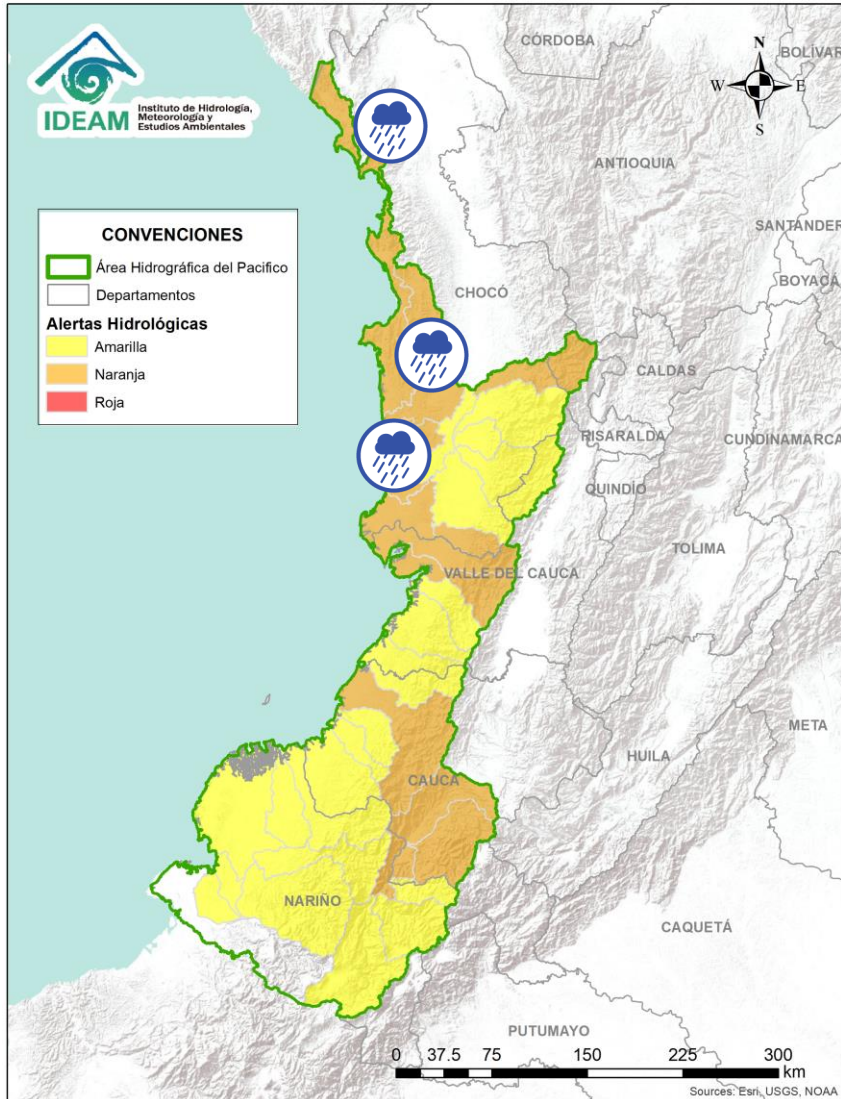 IDEAM
Instituto de Hidrología,
Meteorología y
Estudios Ambientales
CONVENCIONES
Área Hidrográfica del Pacifico
Departamentos
Alertas Hidrológicas
Amarilla
Naranja
Roja
N
W
E
S
CÓRDOBA
BOLÍVAR
ANTIOQUIA
SANTANDER
BOYACÁ
CHOCÓ
CALDAS
RISARALDA
CUNDINAMARCA
QUINDÍO
TOLIMA
VALLE DEL CAUCA
META
HUILA
CAUCA
NARIÑO
CAQUETÁ
PUTUMAYO
0 37.5 75 150 225 300
km
Sources: Esri, USGS, NOAA